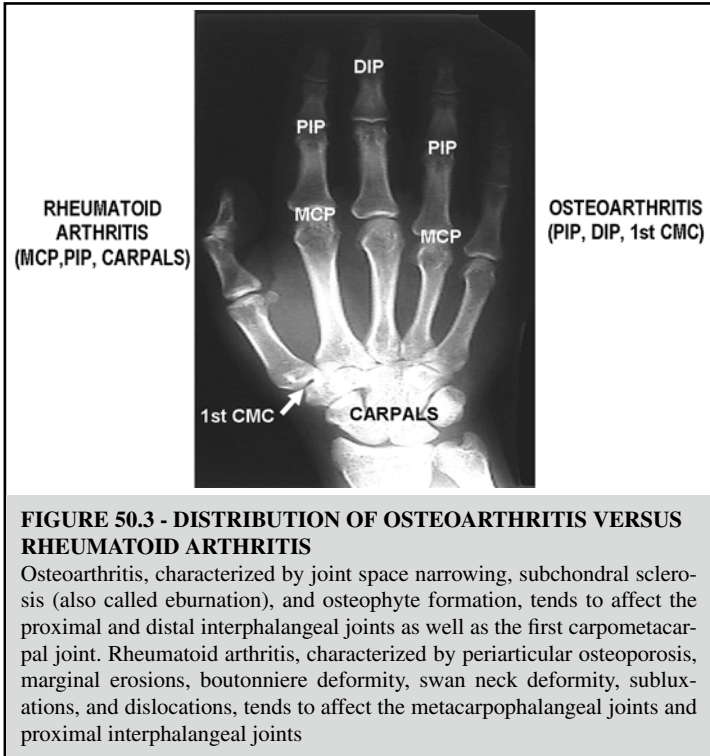 DIP
PIP
PIP
RHEUMATOID
ARTHRITIS
(MCP,PIP, CARPALS)
OSTEOARTHRITIS
(PIP, DIP, 1st CMC)
MCP
MCP
1st CMC
CARPALS
FIGURE 50.3 - DISTRIBUTION OF OSTEOARTHRITIS VERSUS
RHEUMATOID ARTHRITIS
Osteoarthritis, characterized by joint space narrowing, subchondral sclero-
sis (also called eburnation), and osteophyte formation, tends to affect the
proximal and distal interphalangeal joints as well as the first carpometacar-
pal joint. Rheumatoid arthritis, characterized by periarticular osteoporosis,
marginal erosions, boutonniere deformity, swan neck deformity, sublux-
ations, and dislocations, tends to affect the metacarpophalangeal joints and
proximal interphalangeal joints